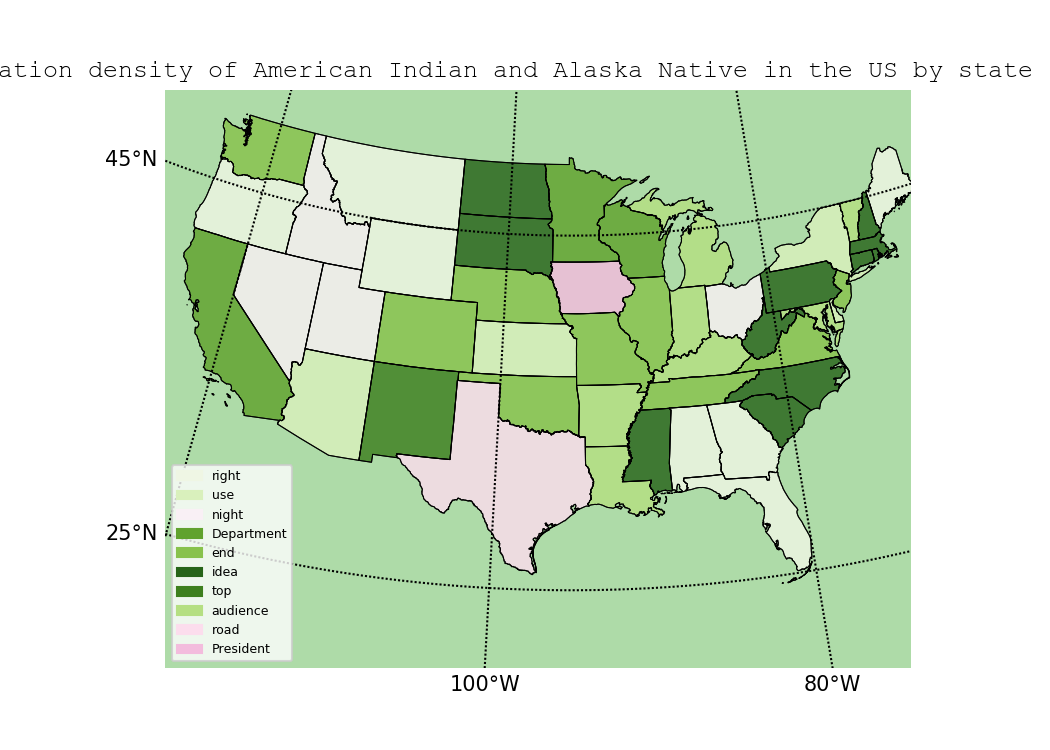 ation density of American Indian and Alaska Native in the US by state
45°N
25°N
100°W
80°W
right
use
night
Department
end
idea
top
audience
road
President